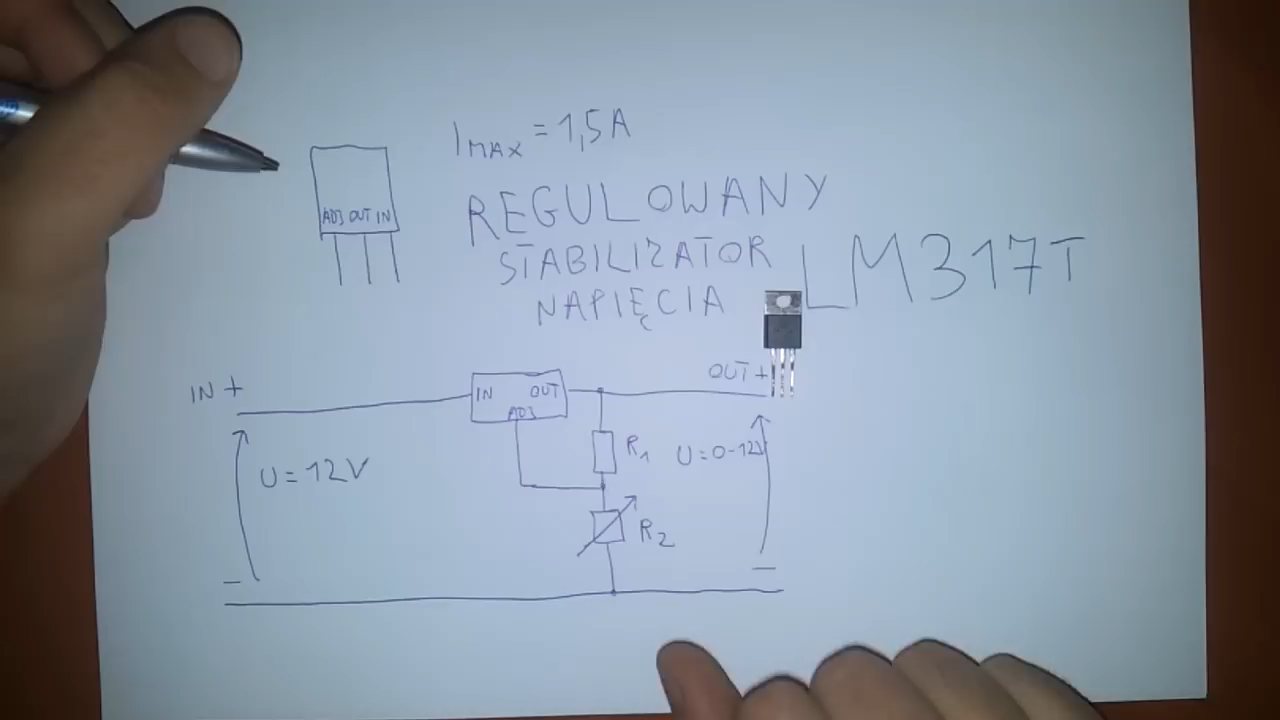 I MAX = 1,5A
ADJ OUT IN
REGULOWANY
STABILIZATOR
NAPIĘCIA
LM317T
IN +
IN OUT
ADJ
OUT +
U = 12V
R1
U = 0-12V
R2